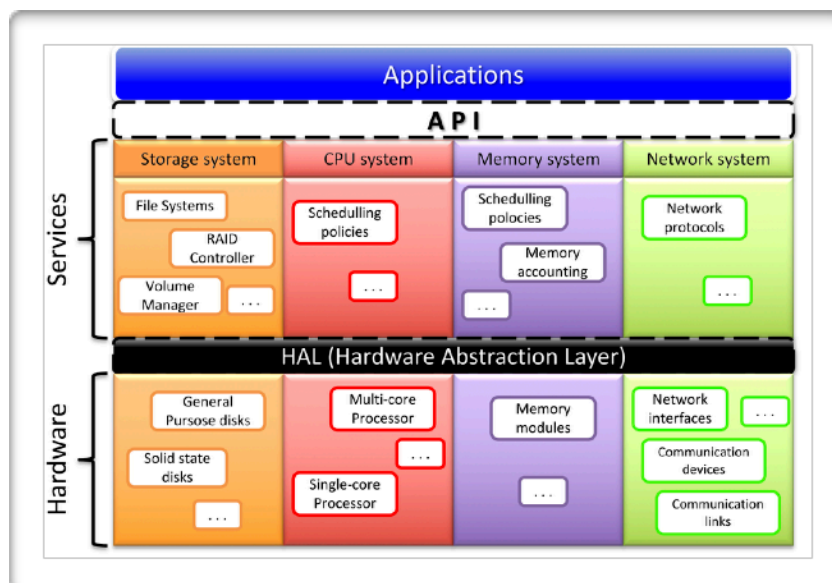 Applications
A P I
Storage system
CPU system
Memory system
Network system
Services
File Systems
RAID
Controller
Volume
Manager
. . .
Schedulling
policies
. . .
Schedulling
polocies
Memory
accounting
. . .
Network
protocols
. . .
HAL (Hardware Abstraction Layer)
Hardware
General
Pursose disks
Solid state
disks
. . .
Multi-core
Processor
. . .
Single-core
Processor
Memory
modules
. . .
Network
interfaces
. . .
Communication
devices
Communication
links